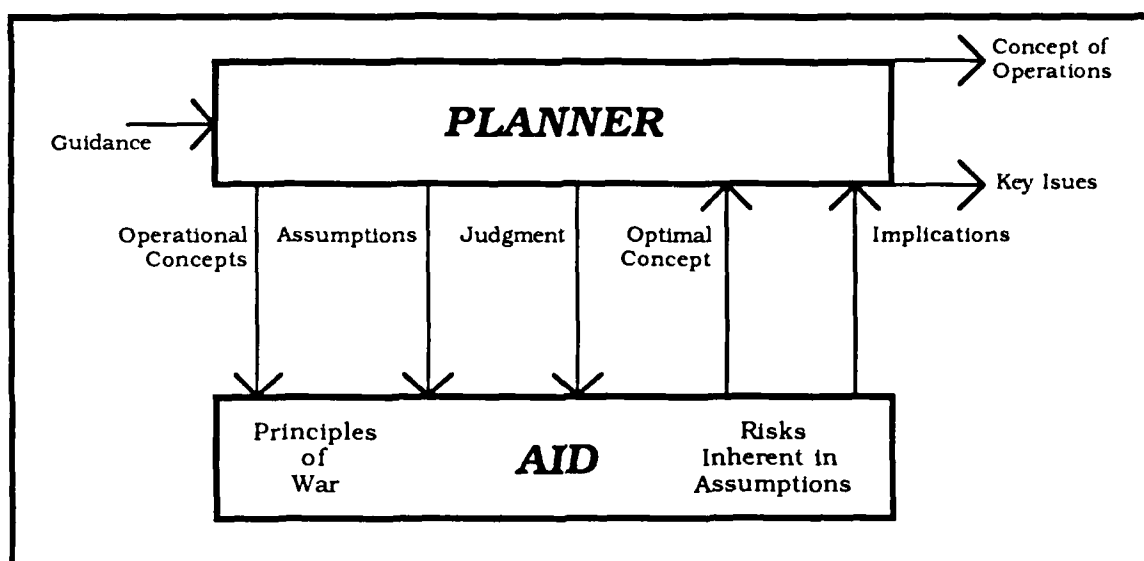 Concept of
Operations
PLANNER
Guidance
Key Isues
Operational
Concepts
Assumptions
Judgment
Optimal
Concept
Implications
Principles
of
War
AID
Risks
Inherent in
Assumptions